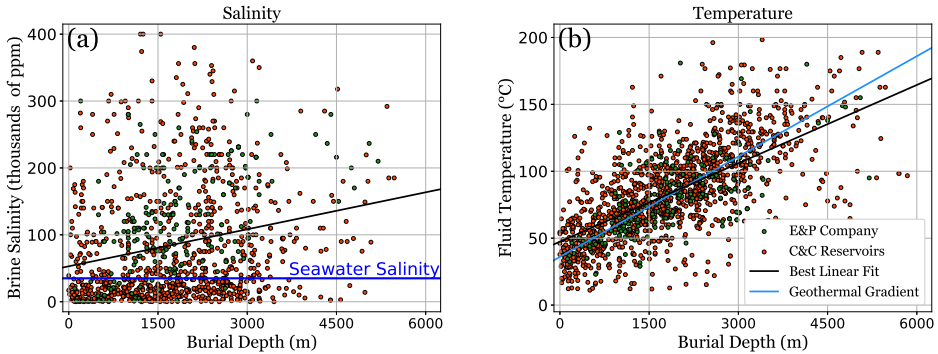 Salinity
(a)
400
300
200
100
0
Brine Salinity (thousands of ppm)
Seawater Salinity
0
1500
3000
4500
6000
Burial Depth (m)
Temperature
(b)
200
150
100
50
0
Fluid Temperature (°C)
E&P Company
C&C Reservoirs
Best Linear Fit
Geothermal Gradient
0
1500
3000
4500
6000
Burial Depth (m)